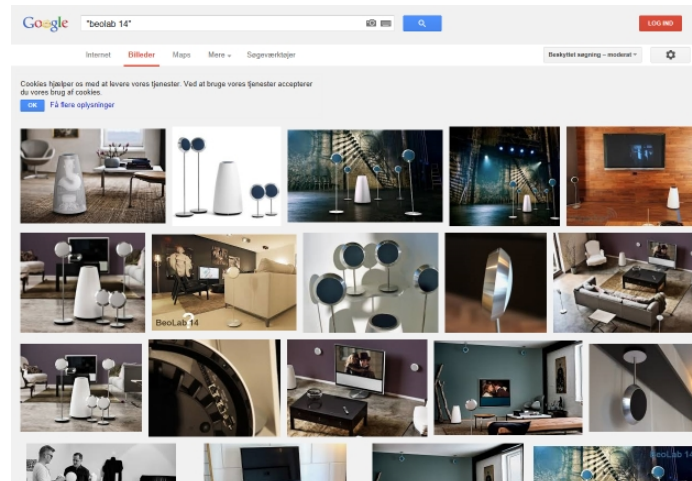 Google "beolab 14" LOG IND
Internet Billeder Maps Mere Søgeværktøjer Beskyttet søgning – moderat
Cookies hjælper os med at levere vores tjenester. Ved at bruge vores tjenester accepterer
du vores brug af cookies.
OK Få flere oplysninger
BeoLab 14
BeoLab 14